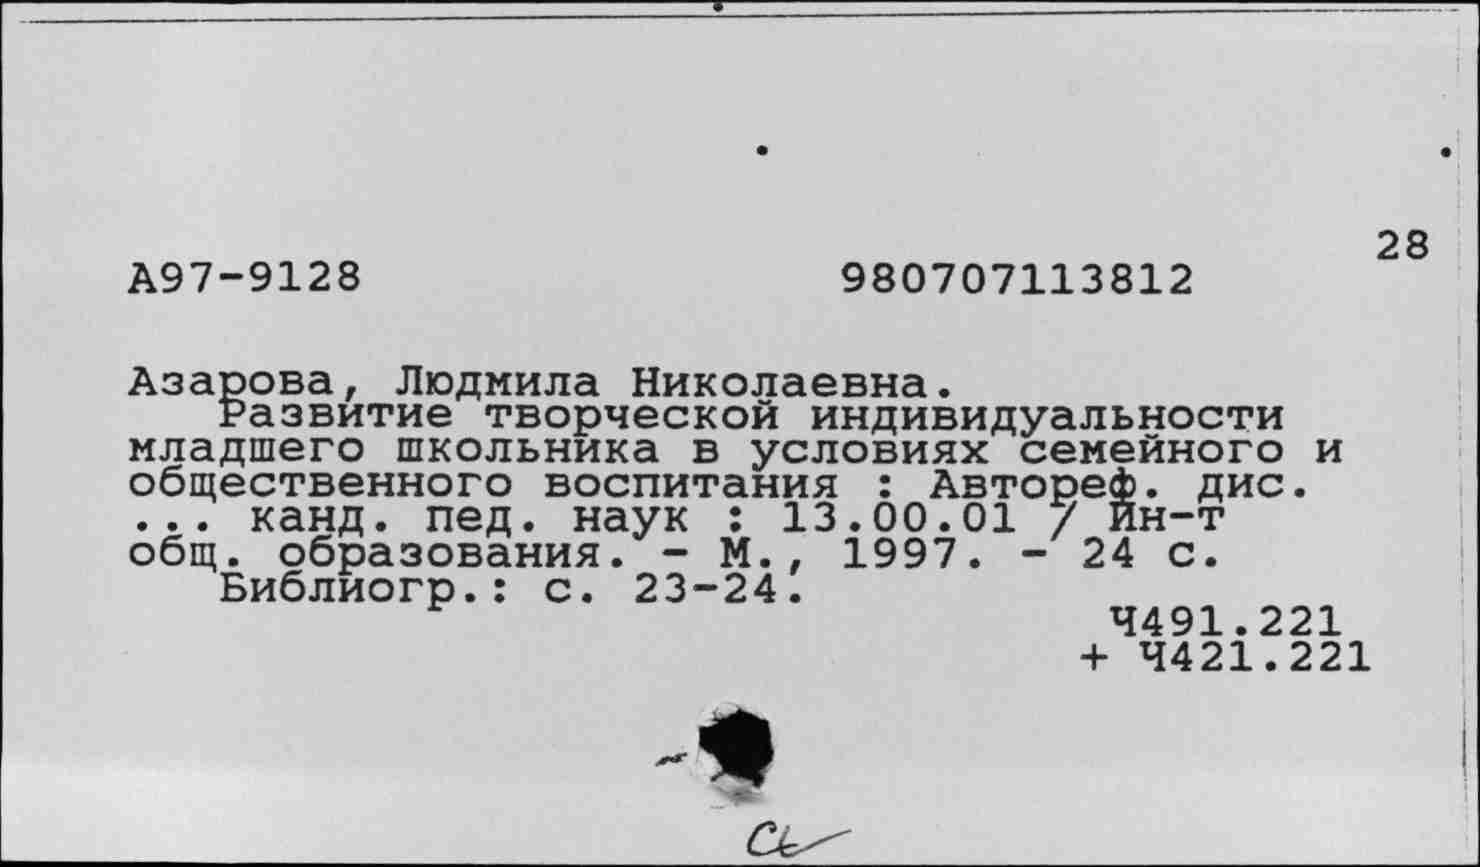 28
А97-9128 980707113812
Азарова, Людмила Николаевна.
Развитие творческой индивидуальности
младшего школьника в условиях семейного и
общественного воспитания : Автореф. дис.
... канд. пед. наук : 13.00.01 / Ин-т
общ. образования. - М., 1997. - 24 с.
Библиогр.: с. 23-24.
Ч491.221
+ Ч421.221